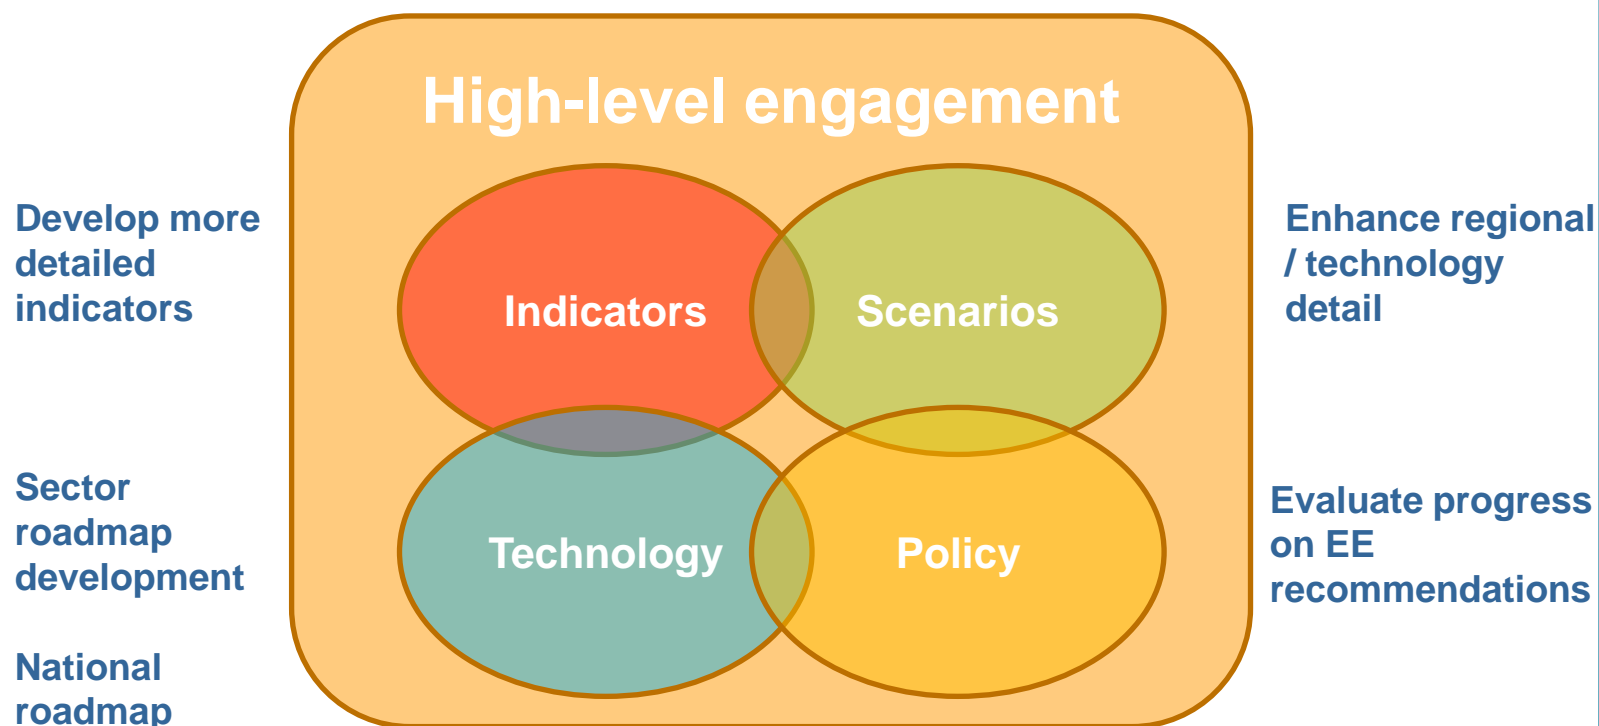 High-level engagement
Develop more
detailed
indicators
Indicators
Scenarios
Enhance regional
/ technology
detail
Sector
roadmap
development
National
roadmap
Technology
Policy
Evaluate progress
on EE
recommendations